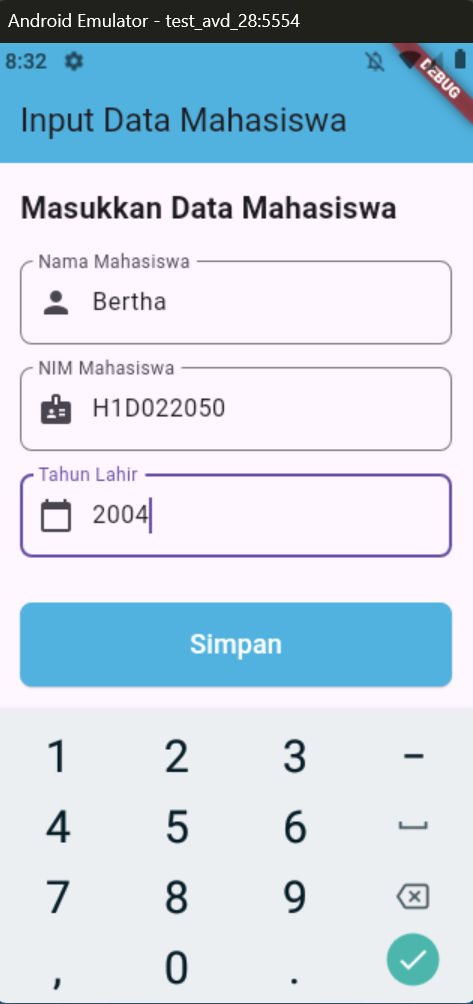 Android Emulator - test_avd_28:5554
8:32
DEBUG
Input Data Mahasiswa
Masukkan Data Mahasiswa
Nama Mahasiswa
Bertha
NIM Mahasiswa
H1D022050
Tahun Lahir
2004
Simpan
1 2 3 -
4 5 6
7 8 9
, 0 .